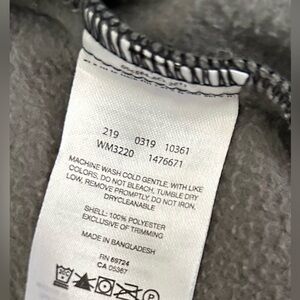 219 0319 10361
WM3220 1476671
MACHINE WASH COLD GENTLE, WITH LIKE
COLORS, DO NOT BLEACH, TUMBLE DRY
LOW, REMOVE PROMPTLY, DO NOT IRON,
DRYCLEANABLE
SHELL: 100% POLYESTER
EXCLUSIVE OF TRIMMING
MADE IN BANGLADESH
RN 69724
CA 05367
P